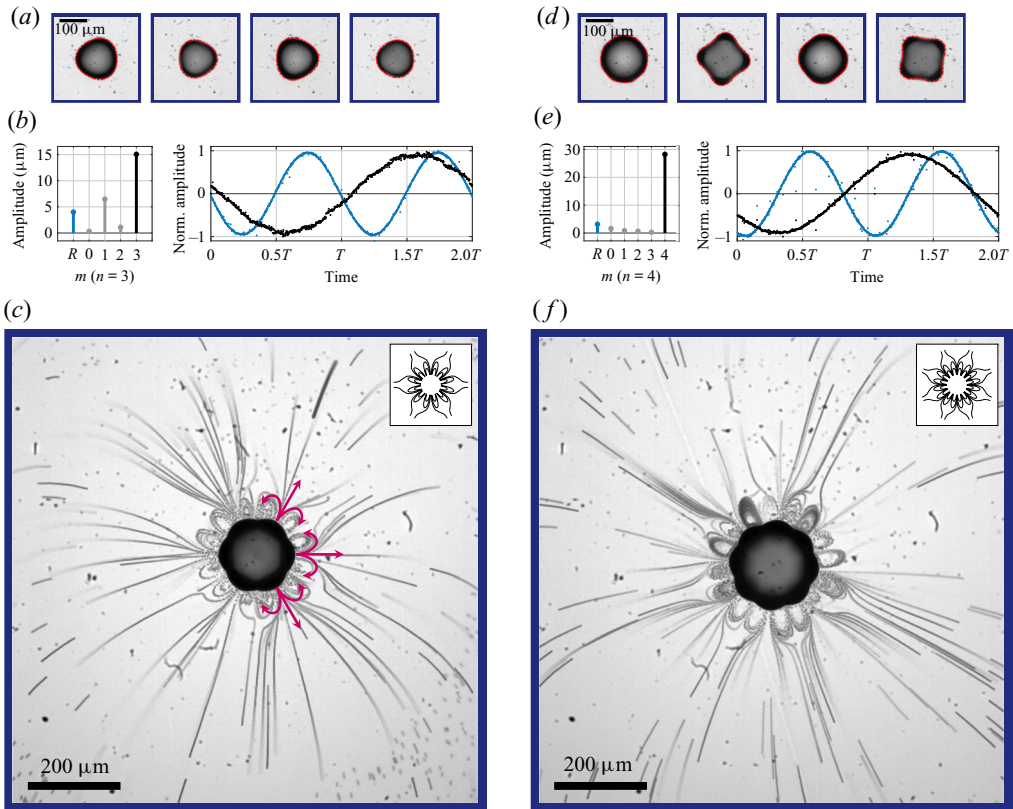 (a)
100 μm
(b)
Amplitude (μm)
15
10
5
0
R 0 1 2 3
m (n = 3)
Norm. amplitude
1
0
−1
0 0.5T T 1.5T 2.0T
Time
(c)
200 μm
(d)
100 μm
(e)
Amplitude (μm)
30
20
10
0
R 0 1 2 3 4
m (n = 4)
Norm. amplitude
1
0
−1
0 0.5T T 1.5T 2.0T
Time
(f)
200 μm